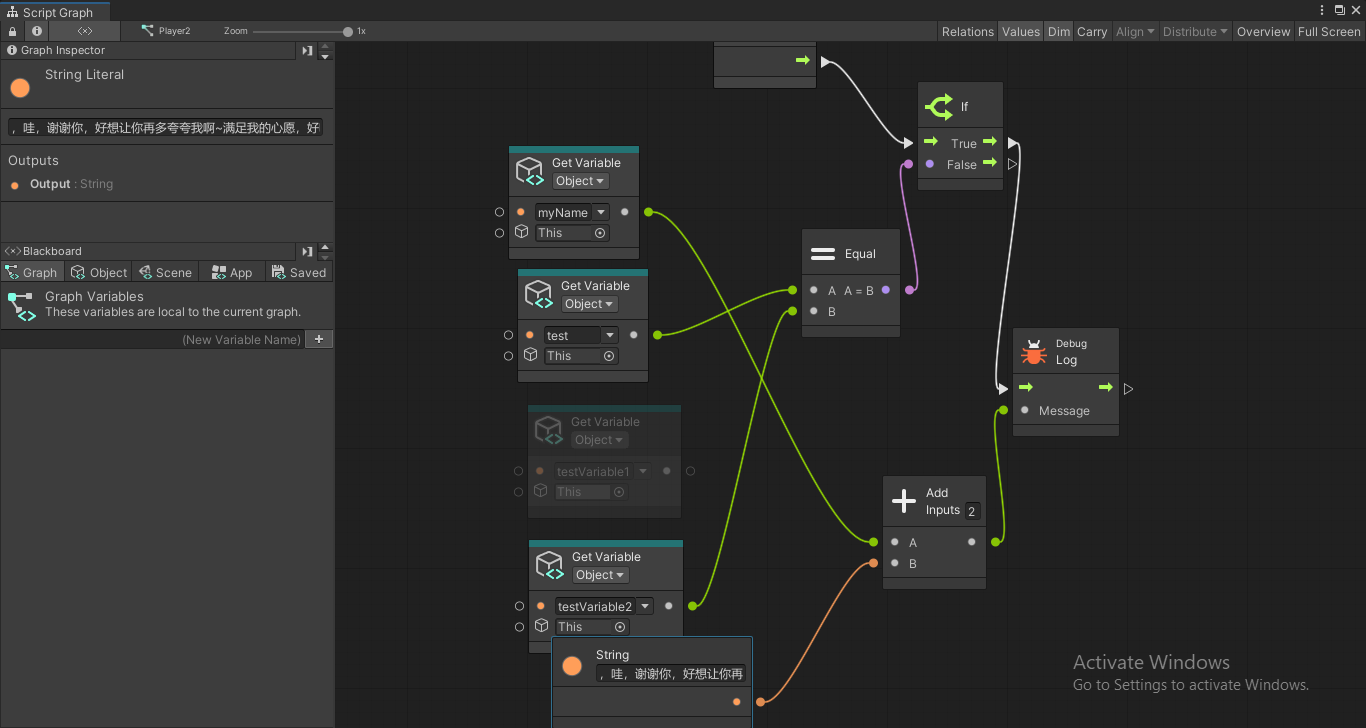 Script Graph
<×>
Player2
Zoom
1x
Relations
Values
Dim
Carry
Align
Distribute
Overview
Full Screen
Graph Inspector
String Literal
，哇，谢谢你，好想让你再多夸夸我啊~满足我的心愿，好
Outputs
Output : String
<×> Blackboard
Graph
Object
Scene
App
Saved
Graph Variables
These variables are local to the current graph.
(New Variable Name) +
If
True
False
Get Variable
Object
myName
This
Get Variable
Object
test
This
Equal
A A = B
B
Debug
Log
Message
Get Variable
Object
testVariable1
This
Add
Inputs 2
A
B
Get Variable
Object
testVariable2
This
String
，哇，谢谢你，好想让你再
Activate Windows
Go to Settings to activate Windows.